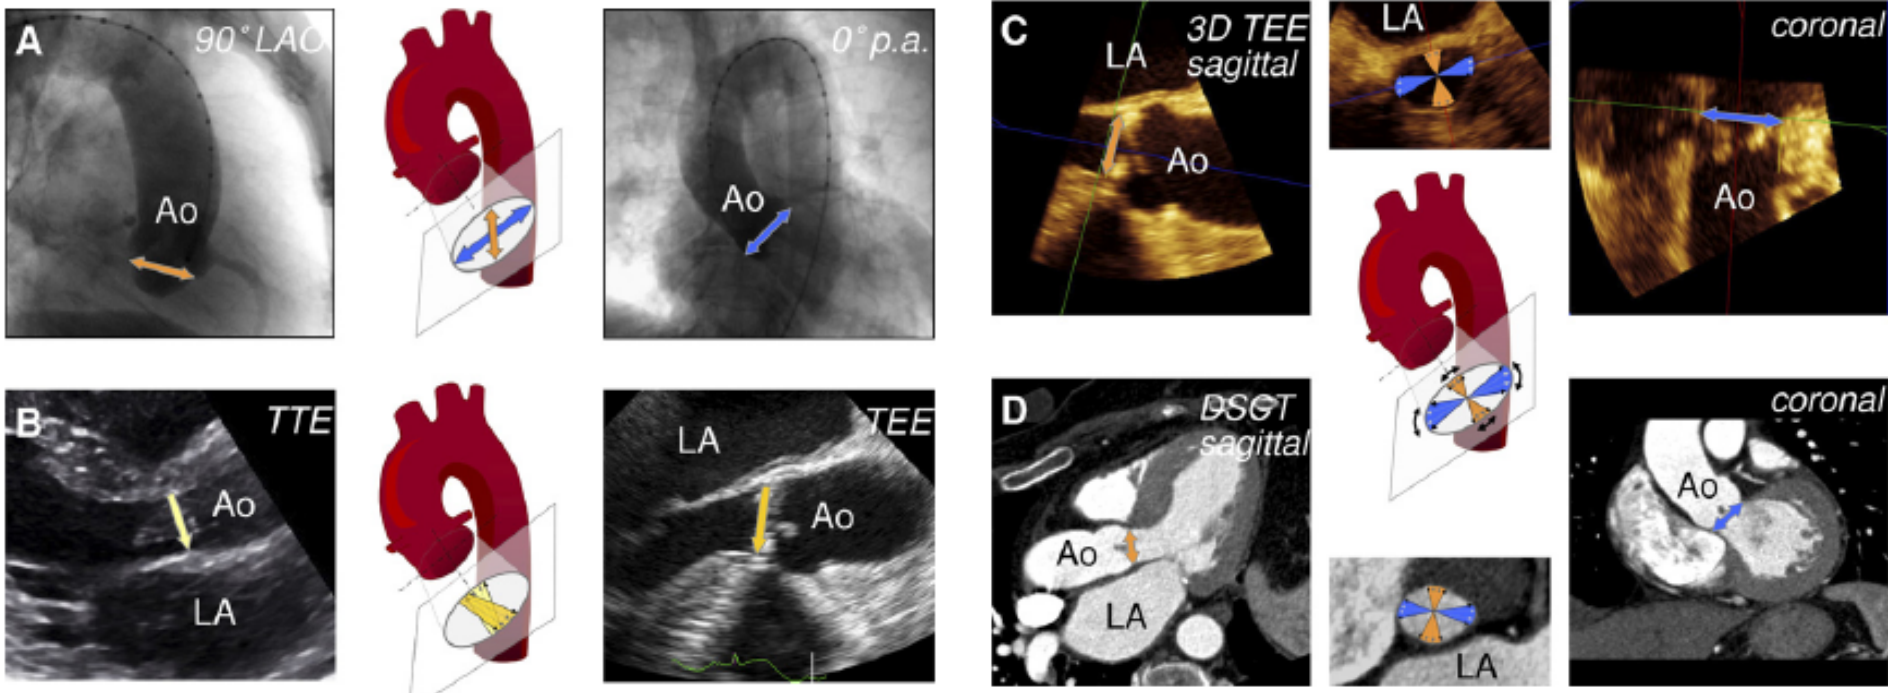 A
90°LAO
Ao
0°p.a.
Ao
B
TTE
Ao
LA
TEE
LA
Ao
C
3D TEE
sagittal
LA
Ao
LA
coronal
Ao
D
DSCT
sagittal
Ao
LA
LA
coronal
Ao